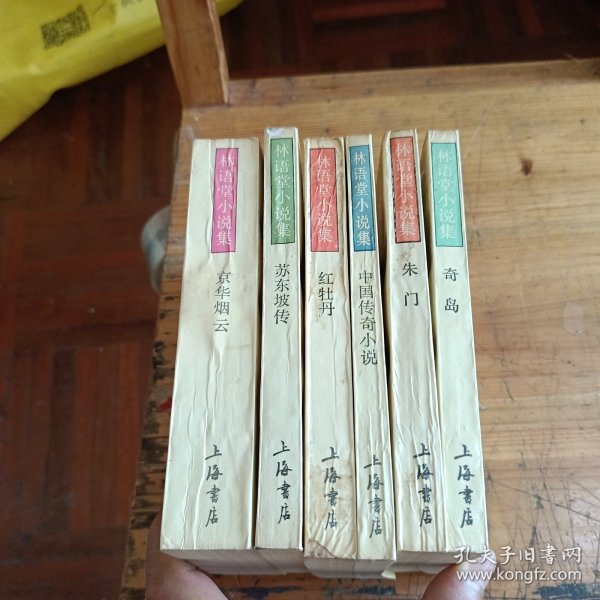 林语堂小说集
京华烟云
上海书店
林语堂小说集
苏东坡传
上海书店
林语堂小说集
红牡丹
上海书店
林语堂小说集
中国传奇小说
上海书店
林语堂小说集
朱门
上海书店
林语堂小说集
奇岛
上海书店
孔夫子旧书网
www.kongfz.com